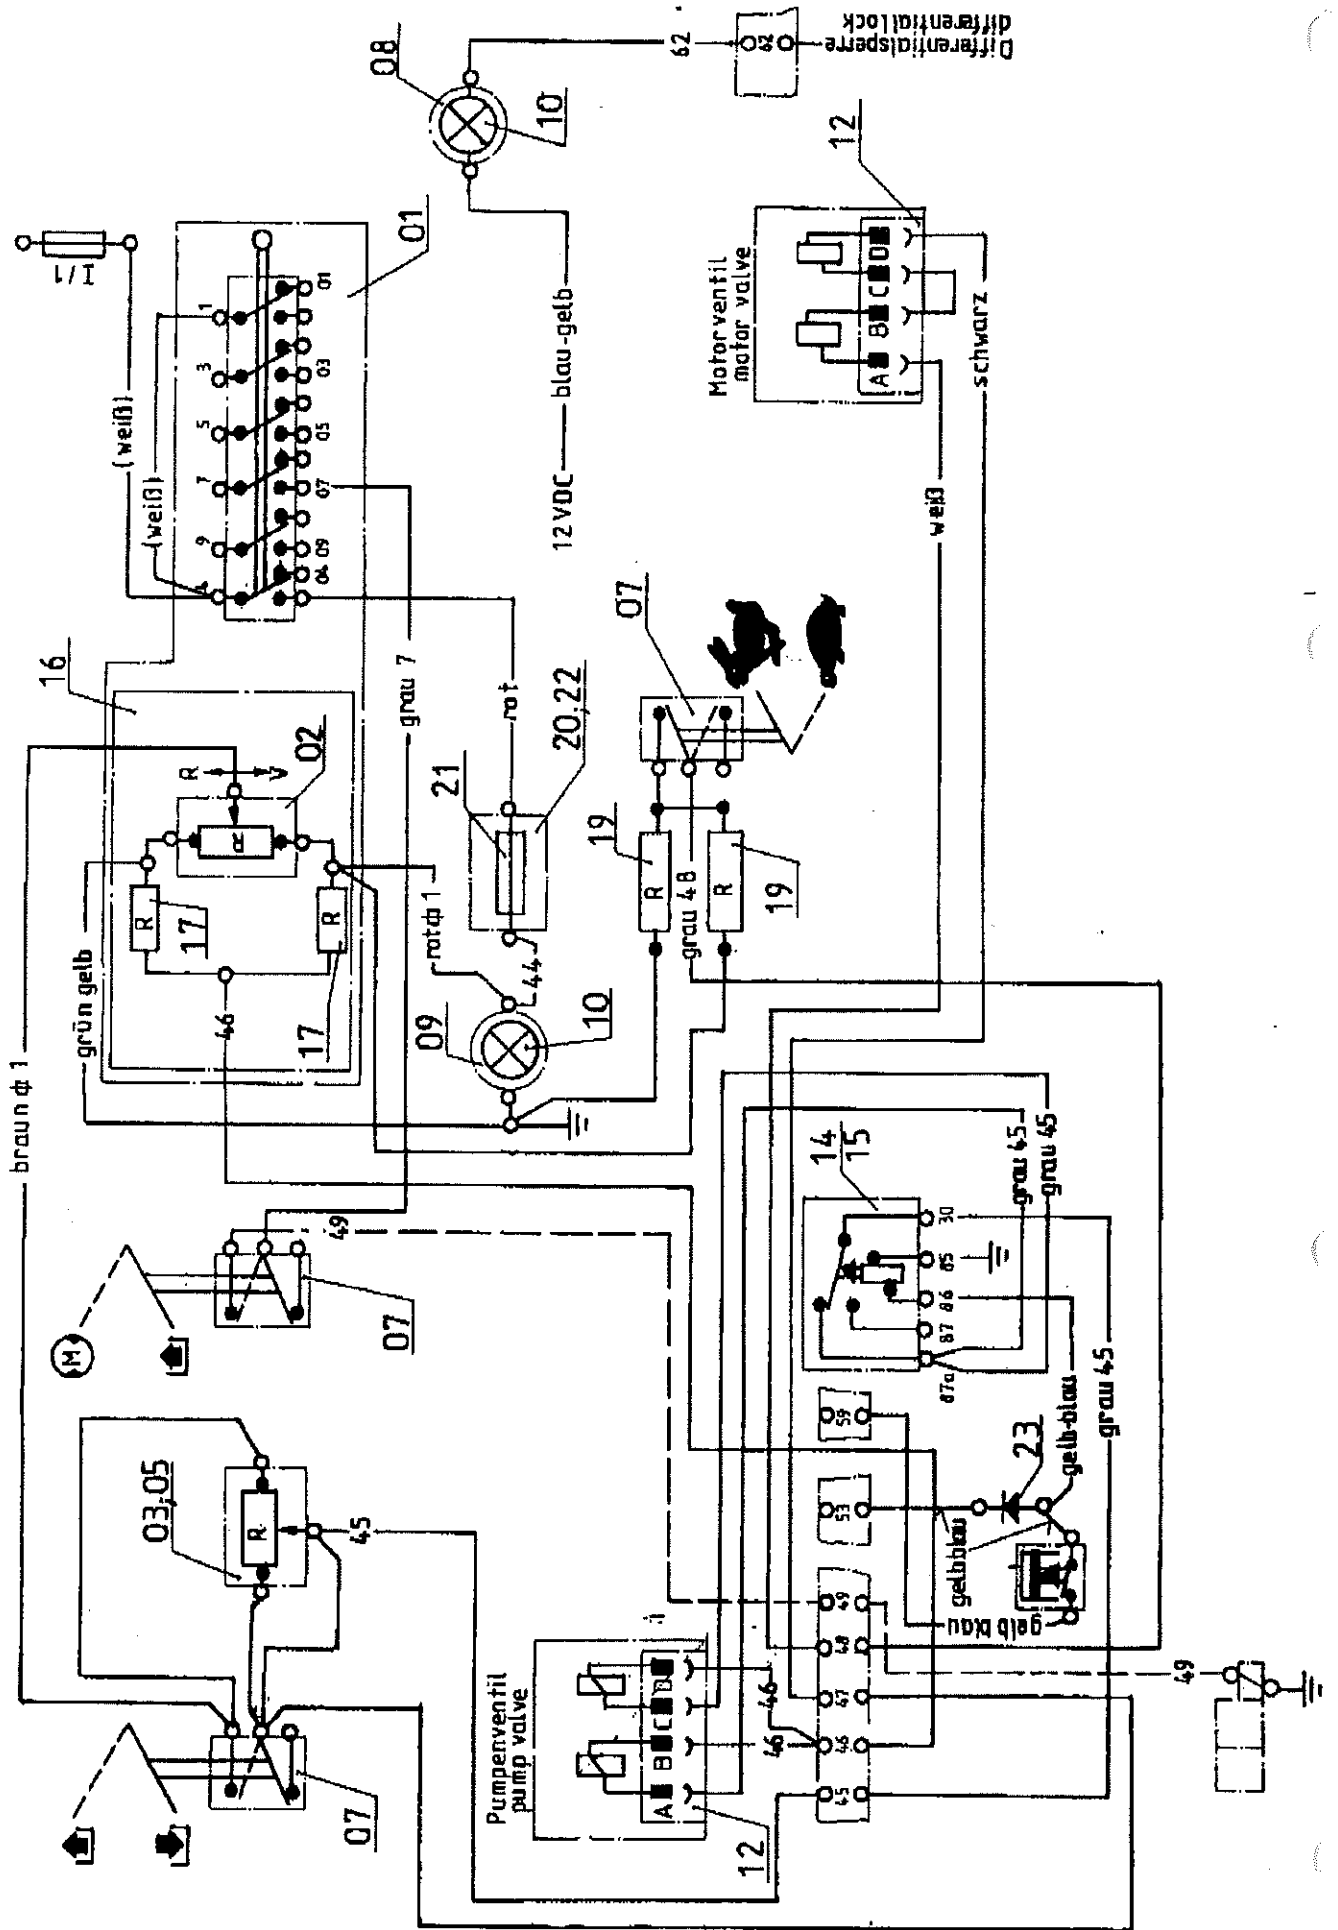 braun Φ 1
grün gelb
16
R
V
R
02
R
17
46
R
17
grau 7
rot
rot Φ 1
21
20,22
44
09
10
I/1
(weiß)
(weiß)
1
3
5
7
9
01
03
05
07
09
04
01
08
10
12 VDC
blau-gelb
62
62
Differentialsperre
differential lock
Motorventil
motor valve
A
B
C
D
12
weiß
schwarz
07
19
R
grau 48
R
19
M
49
07
03,05
R
45
07
Pumpenventil
pump valve
A
B
C
D
12
46
46
45
46
47
48
49
53
59
14
15
30
85
86
87
87a
grau 45
grau 45
grau 45
gelb-blau
23
gelbblau
gelb blau
49